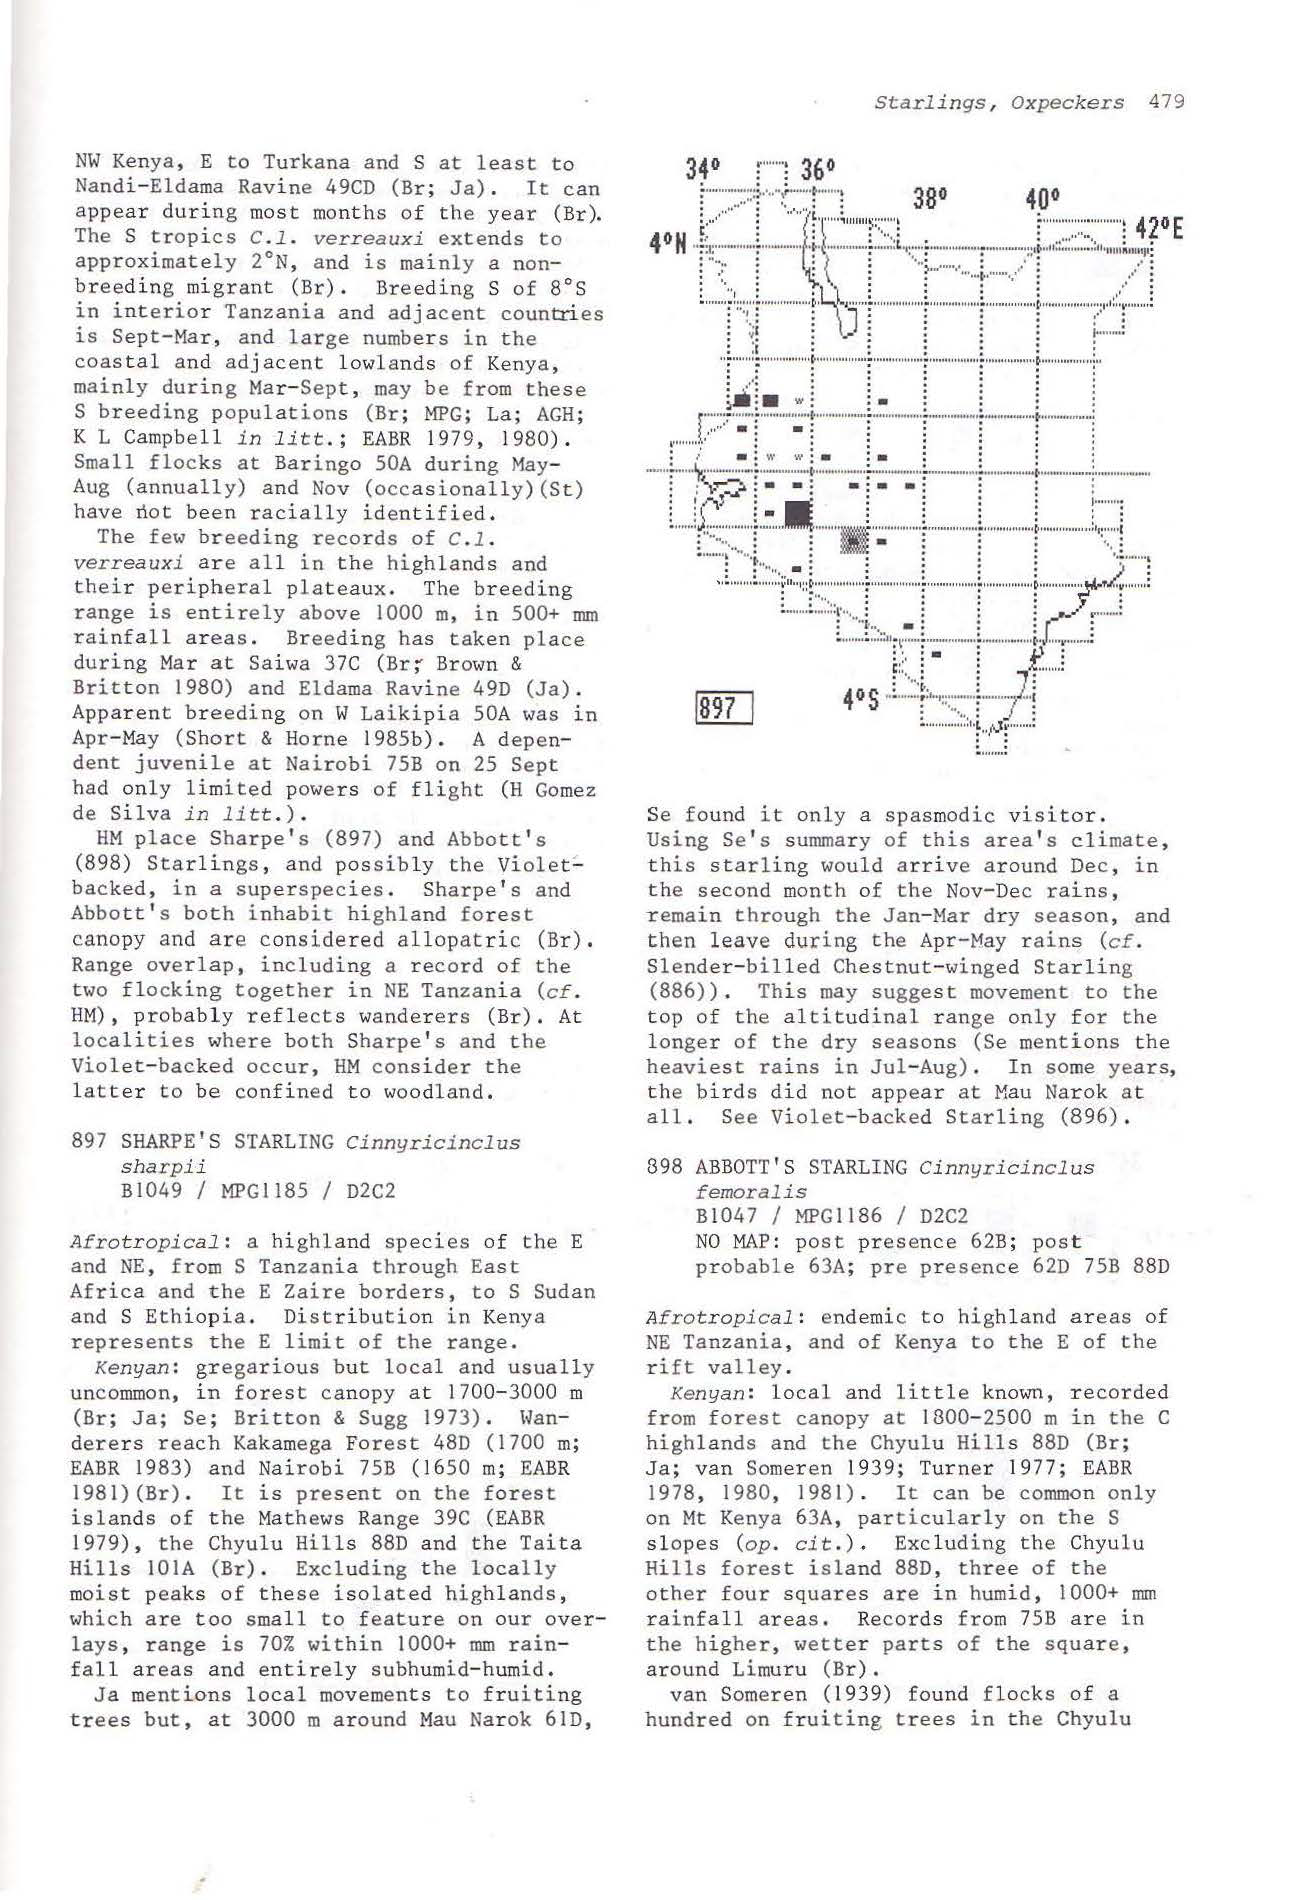 Starlings, Oxpeckers 479
NW Kenya, E to Turkana and S at least to
Nandi-Eldama Ravine 49CD (Br; Ja). It can
appear during most months of the year (Br).
The S tropics C.l. verreauxi extends to
approximately 2°N, and is mainly a non-
breeding migrant (Br). Breeding S of 8°S
in interior Tanzania and adjacent countries
is Sept-Mar, and large numbers in the
coastal and adjacent lowlands of Kenya,
mainly during Mar-Sept, may be from these
S breeding populations (Br; MPG; La; AGH;
K L Campbell in litt.; EABR 1979, 1980).
Small flocks at Baringo 50A during May-
Aug (annually) and Nov (occasionally)(St)
have not been racially identified.
The few breeding records of C.l.
verreauxi are all in the highlands and
their peripheral plateaux. The breeding
range is entirely above 1000 m, in 500+ mm
rainfall areas. Breeding has taken place
during Mar at Saiwa 37C (Br; Brown &
Britton 1980) and Eldama Ravine 49D (Ja).
Apparent breeding on W Laikipia 50A was in
Apr-May (Short & Horne 1985b). A depen-
dent juvenile at Nairobi 75B on 25 Sept
had only limited powers of flight (H Gomez
de Silva in litt.).
HM place Sharpe's (897) and Abbott's
(898) Starlings, and possibly the Violet-
backed, in a superspecies. Sharpe's and
Abbott's both inhabit highland forest
canopy and are considered allopatric (Br).
Range overlap, including a record of the
two flocking together in NE Tanzania (cf.
HM), probably reflects wanderers (Br). At
localities where both Sharpe's and the
Violet-backed occur, HM consider the
latter to be confined to woodland.
897 SHARPE'S STARLING Cinnyricinclus
sharpii
B1049 / MPG1185 / D2C2
Afrotropical: a highland species of the E
and NE, from S Tanzania through East
Africa and the E Zaire borders, to S Sudan
and S Ethiopia. Distribution in Kenya
represents the E limit of the range.
Kenyan: gregarious but local and usually
uncommon, in forest canopy at 1700-3000 m
(Br; Ja; Se; Britton & Sugg 1973). Wan-
derers reach Kakamega Forest 48D (1700 m;
EABR 1983) and Nairobi 75B (1650 m; EABR
1981)(Br). It is present on the forest
islands of the Mathews Range 39C (EABR
1979), the Chyulu Hills 88D and the Taita
Hills 101A (Br). Excluding the locally
moist peaks of these isolated highlands,
which are too small to feature on our over-
lays, range is 70% within 1000+ mm rain-
fall areas and entirely subhumid-humid.
Ja mentions local movements to fruiting
trees but, at 3000 m around Mau Narok 61D,
34° 36°
38° 40°
42°E
4°N
4°S
897
Se found it only a spasmodic visitor.
Using Se's summary of this area's climate,
this starling would arrive around Dec, in
the second month of the Nov-Dec rains,
remain through the Jan-Mar dry season, and
then leave during the Apr-May rains (cf.
Slender-billed Chestnut-winged Starling
(886)). This may suggest movement to the
top of the altitudinal range only for the
longer of the dry seasons (Se mentions the
heaviest rains in Jul-Aug). In some years,
the birds did not appear at Mau Narok at
all. See Violet-backed Starling (896).
898 ABBOTT'S STARLING Cinnyricinclus
femoralis
B1047 / MPG1186 / D2C2
NO MAP: post presence 62B; post
probable 63A; pre presence 62D 75B 88D
Afrotropical: endemic to highland areas of
NE Tanzania, and of Kenya to the E of the
rift valley.
Kenyan: local and little known, recorded
from forest canopy at 1800-2500 m in the C
highlands and the Chyulu Hills 88D (Br;
Ja; van Someren 1939; Turner 1977; EABR
1978, 1980, 1981). It can be common only
on Mt Kenya 63A, particularly on the S
slopes (op. cit.). Excluding the Chyulu
Hills forest island 88D, three of the
other four squares are in humid, 1000+ mm
rainfall areas. Records from 75B are in
the higher, wetter parts of the square,
around Limuru (Br).
van Someren (1939) found flocks of a
hundred on fruiting trees in the Chyulu